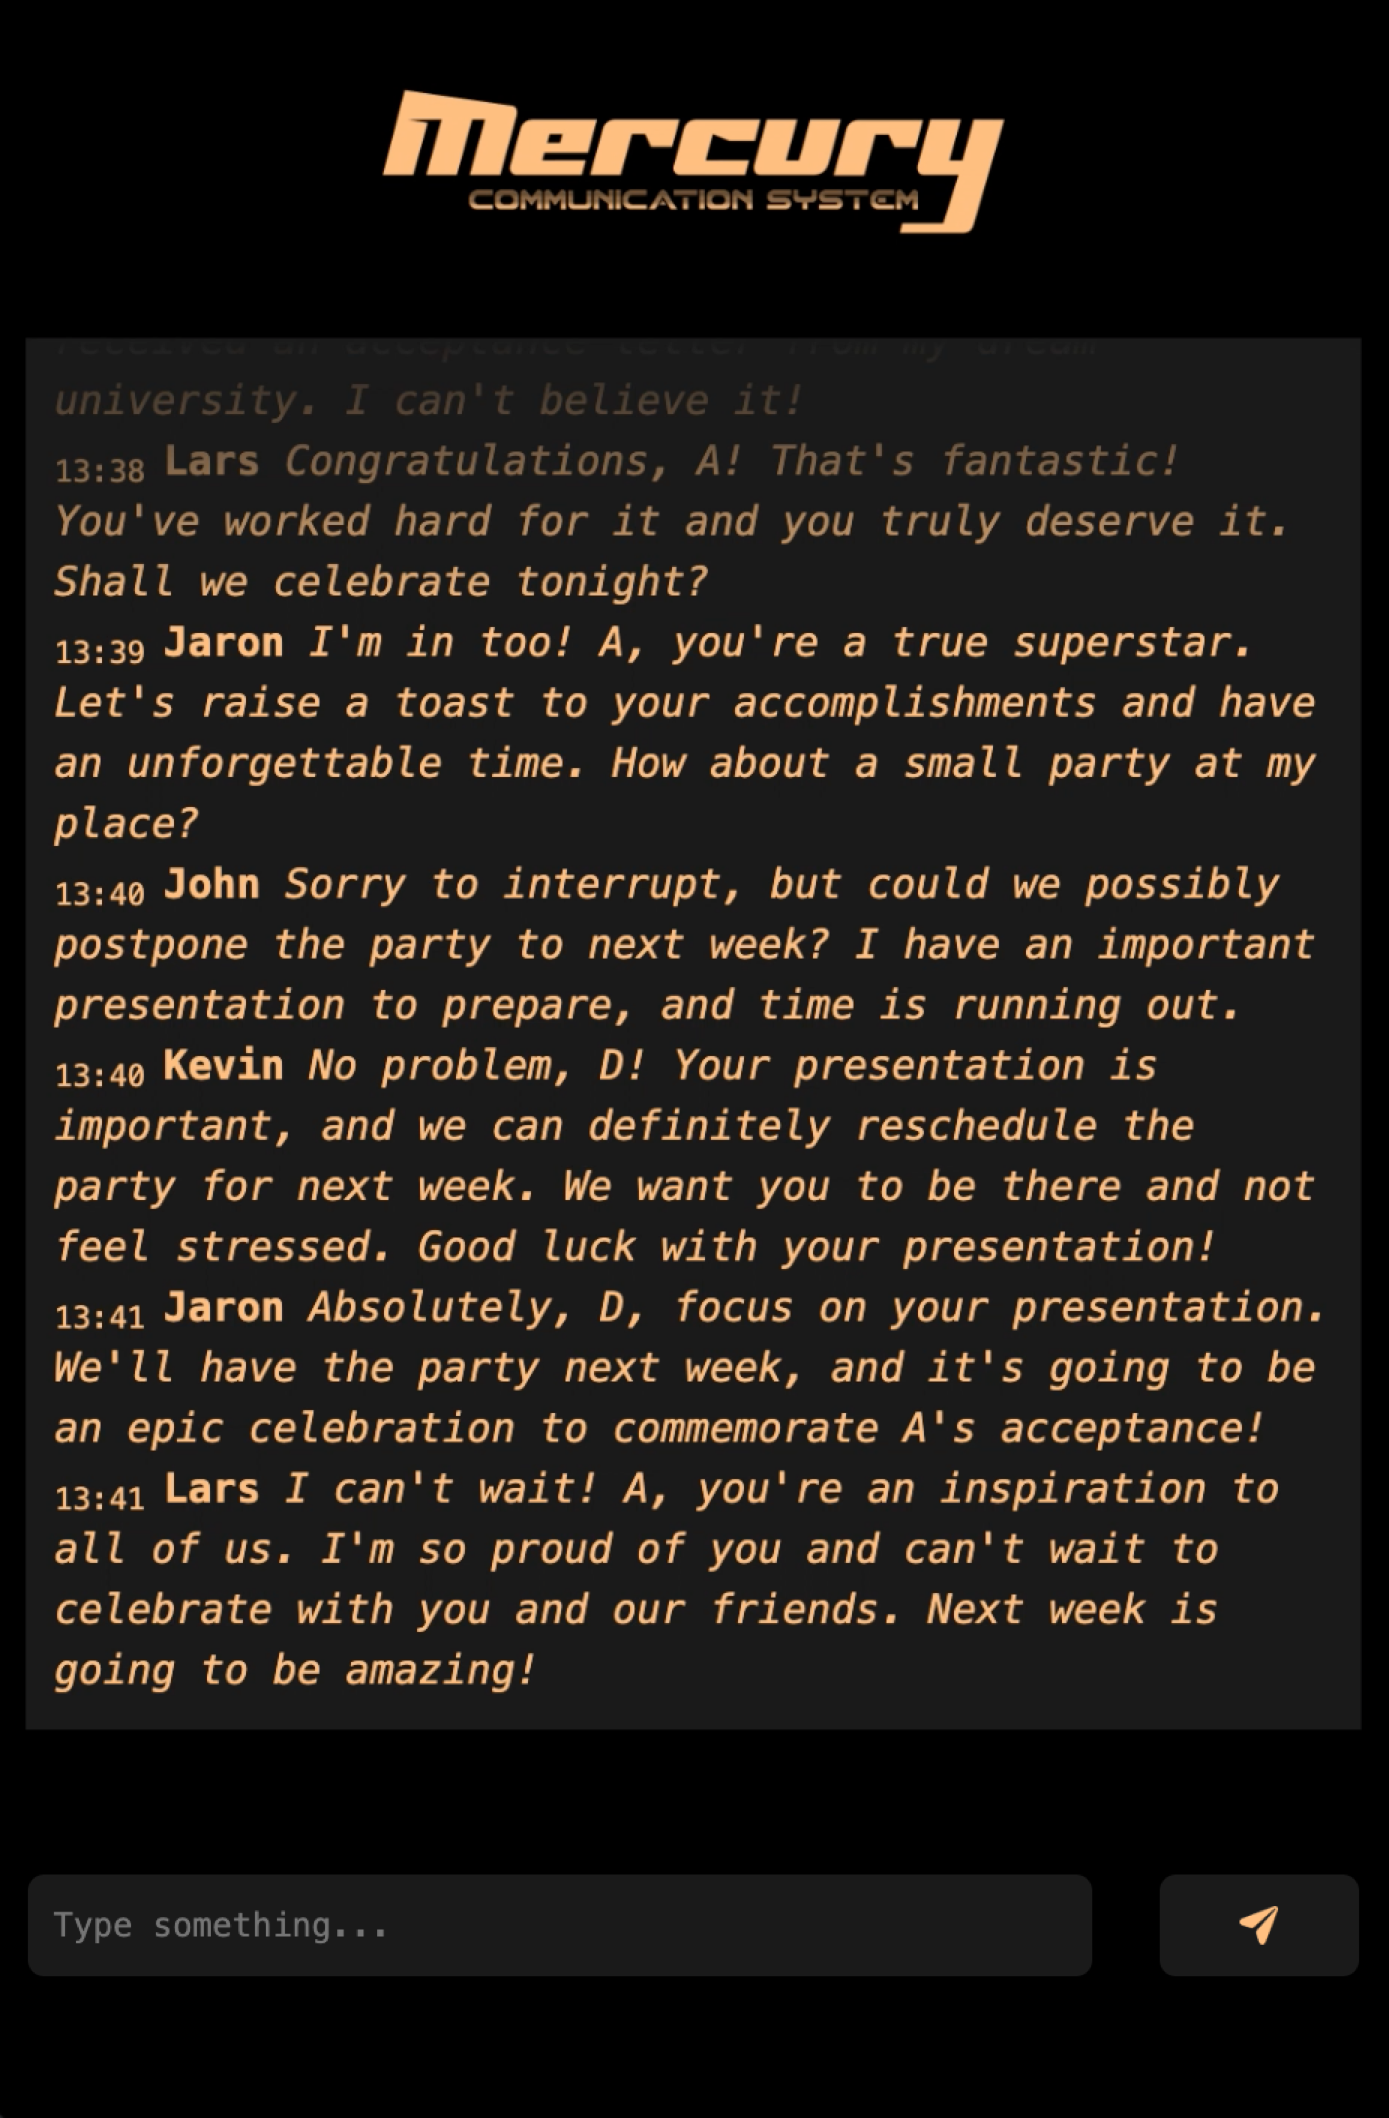 Mercury
COMMUNICATION SYSTEM
received an acceptance letter from my dream
university. I can't believe it!
13:38 Lars Congratulations, A! That's fantastic!
You've worked hard for it and you truly deserve it.
Shall we celebrate tonight?
13:39 Jaron I'm in too! A, you're a true superstar.
Let's raise a toast to your accomplishments and have
an unforgettable time. How about a small party at my
place?
13:40 John Sorry to interrupt, but could we possibly
postpone the party to next week? I have an important
presentation to prepare, and time is running out.
13:40 Kevin No problem, D! Your presentation is
important, and we can definitely reschedule the
party for next week. We want you to be there and not
feel stressed. Good luck with your presentation!
13:41 Jaron Absolutely, D, focus on your presentation.
We'll have the party next week, and it's going to be
an epic celebration to commemorate A's acceptance!
13:41 Lars I can't wait! A, you're an inspiration to
all of us. I'm so proud of you and can't wait to
celebrate with you and our friends. Next week is
going to be amazing!
Type something...